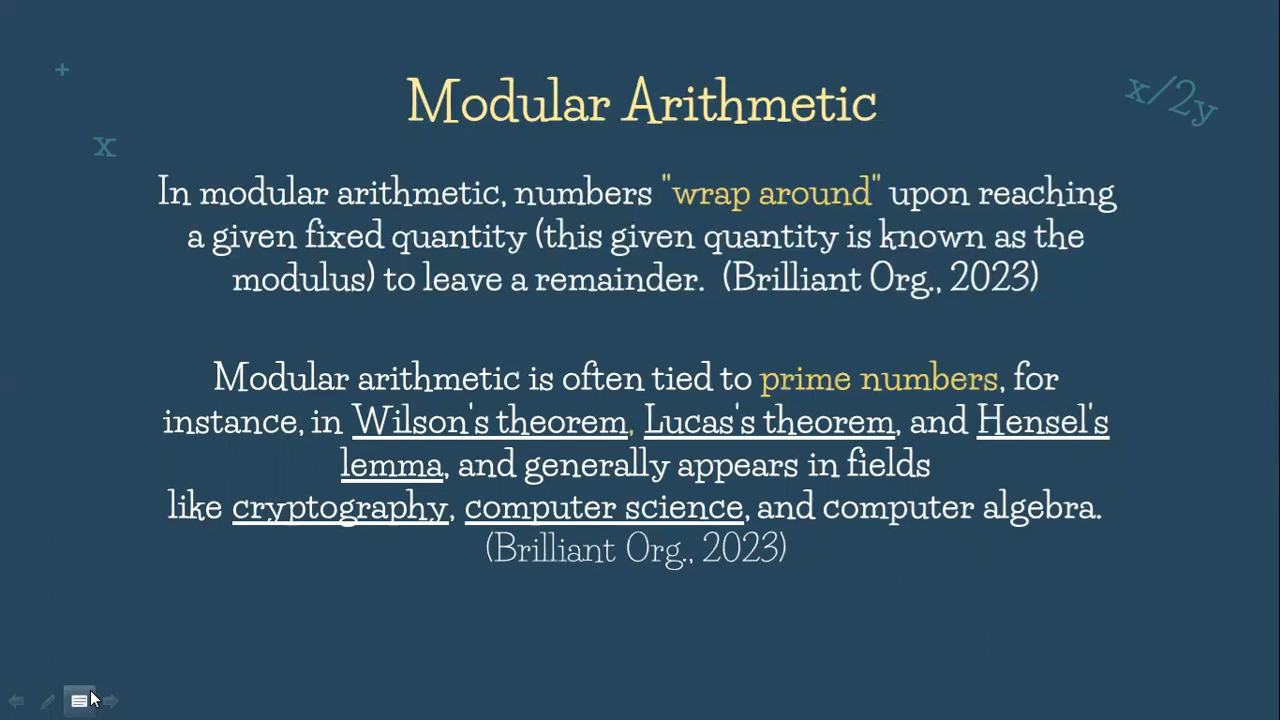 +
x/2y
Modular Arithmetic
x
In modular arithmetic, numbers "wrap around" upon reaching
a given fixed quantity (this given quantity is known as the
modulus) to leave a remainder. (Brilliant Org., 2023)
Modular arithmetic is often tied to prime numbers, for
instance, in Wilson's theorem, Lucas's theorem, and Hensel's
lemma, and generally appears in fields
like cryptography, computer science, and computer algebra.
(Brilliant Org., 2023)